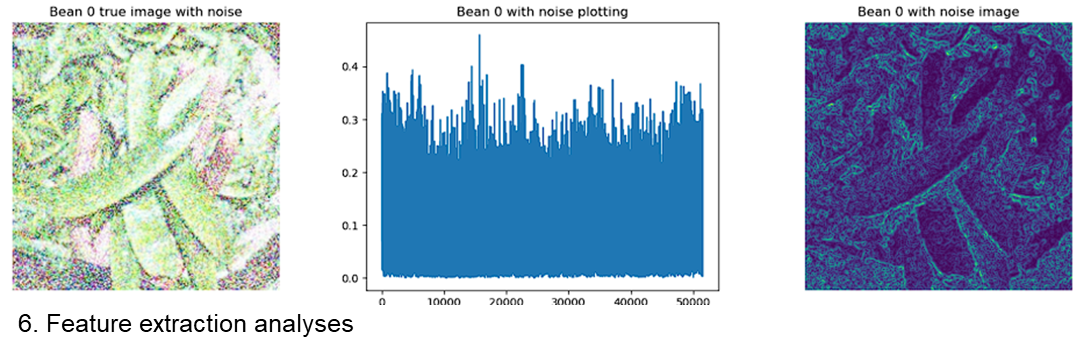 Bean 0 true image with noise
Bean 0 with noise plotting
Bean 0 with noise image
0.4
0.3
0.2
0.1
0.0
0 10000 20000 30000 40000 50000
6. Feature extraction analyses